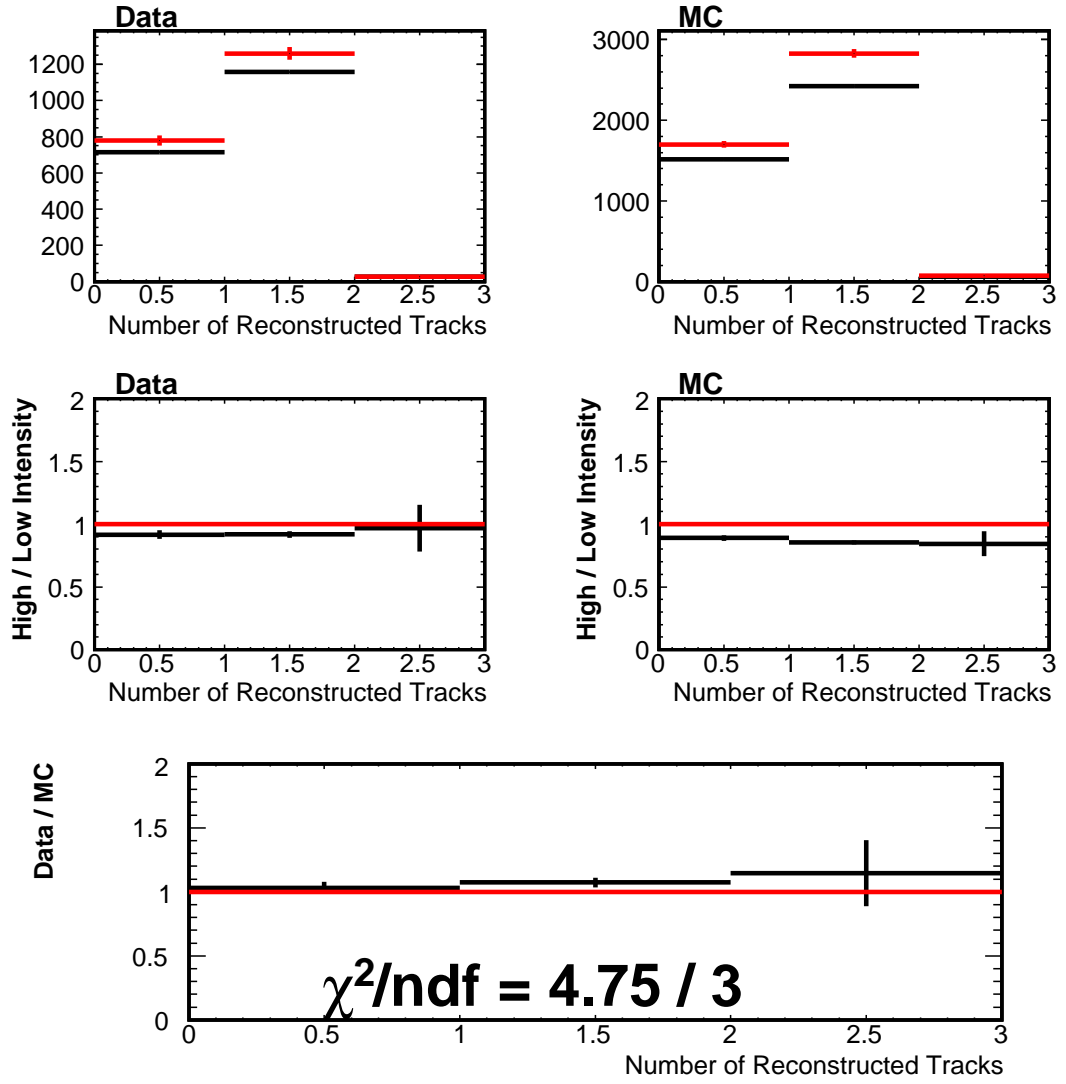 Data
1200
1000
800
600
400
200
0
0 0.5 1 1.5 2 2.5 3
Number of Reconstructed Tracks
MC
3000
2000
1000
0
0 0.5 1 1.5 2 2.5 3
Number of Reconstructed Tracks
Data
High / Low Intensity
2
1.5
1
0.5
0
0 0.5 1 1.5 2 2.5 3
Number of Reconstructed Tracks
MC
High / Low Intensity
2
1.5
1
0.5
0
0 0.5 1 1.5 2 2.5 3
Number of Reconstructed Tracks
Data / MC
2
1.5
1
0.5
0
χ²/ndf = 4.75 / 3
0 0.5 1 1.5 2 2.5 3
Number of Reconstructed Tracks